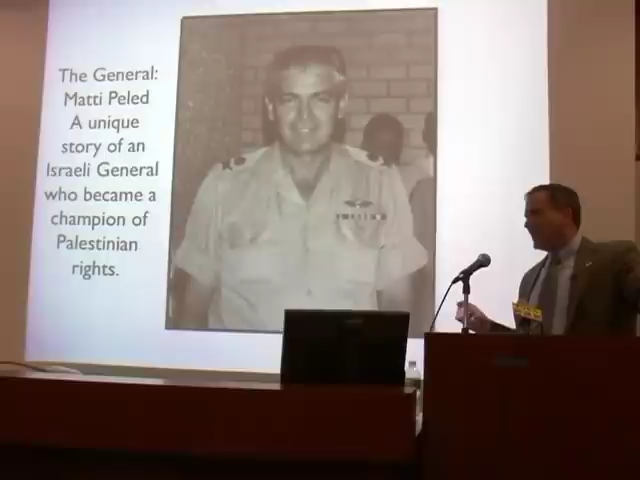 The General:
Matti Peled
A unique
story of an
Israeli General
who became a
champion of
Palestinian
rights.